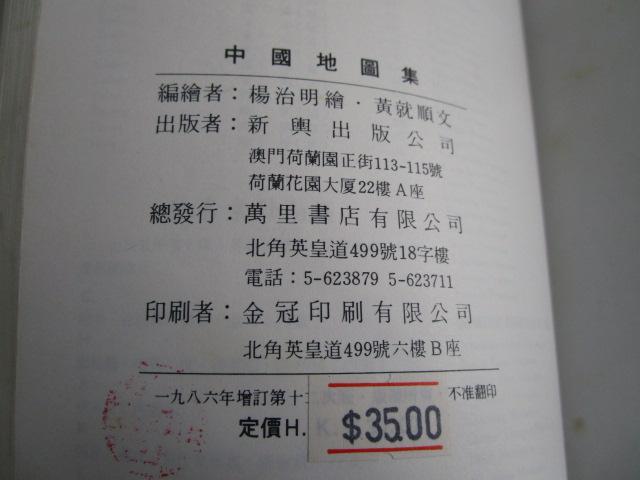 中國地圖集
編繪者：楊治明繪．黃就順文
出版者：新輿出版公司
澳門荷蘭園正街113-115號
荷蘭花園大厦22樓A座
總發行：萬里書店有限公司
北角英皇道499號18字樓
電話：5-623879 5-623711
印刷者：金冠印刷有限公司
北角英皇道499號六樓B座
一九八六年增訂第十 不准翻印
定價H.K. $35.00